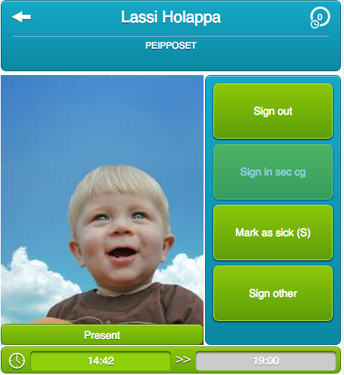 Lassi Holappa
0
PEIPPOSET
Sign out
Sign in sec cg
Mark as sick (S)
Sign other
Present
14:42 >> 19:00